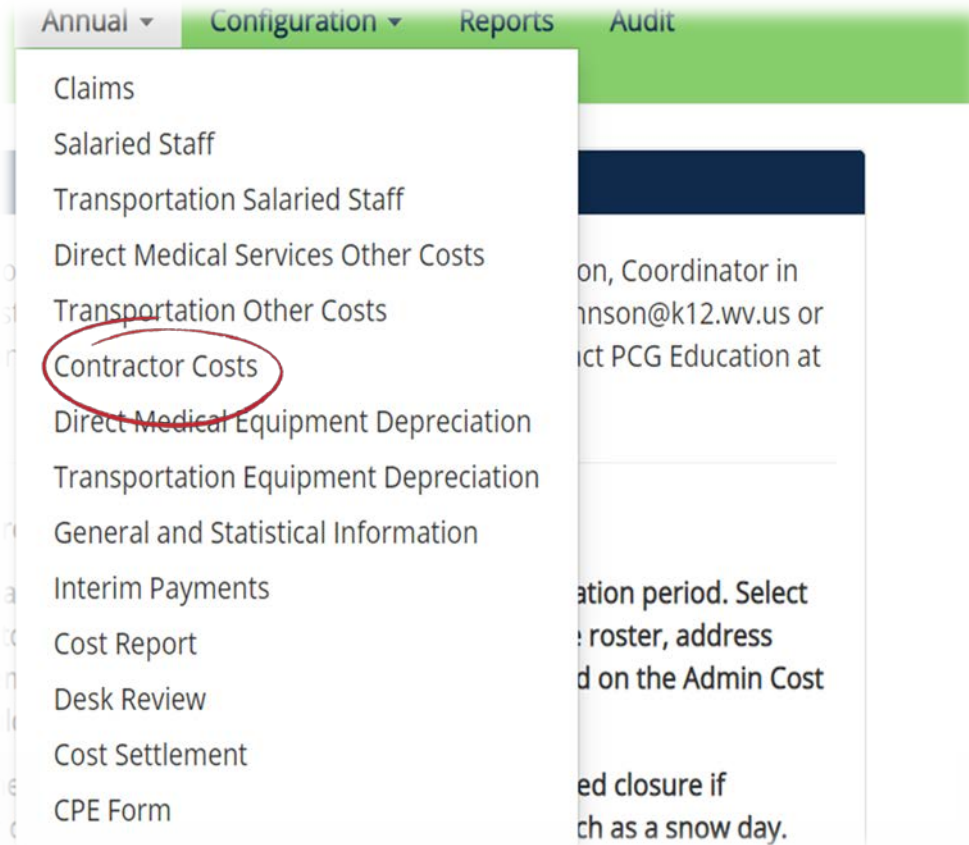 Annual Configuration Reports Audit
Claims
Salaried Staff
Transportation Salaried Staff
Direct Medical Services Other Costs
on, Coordinator in
Transportation Other Costs
nnson@k12.wv.us or
Contractor Costs
act PCG Education at
Direct Medical Equipment Depreciation
Transportation Equipment Depreciation
General and Statistical Information
Interim Payments
ation period. Select
Cost Report
roster, address
Desk Review
d on the Admin Cost
Cost Settlement
ed closure if
CPE Form
ch as a snow day.